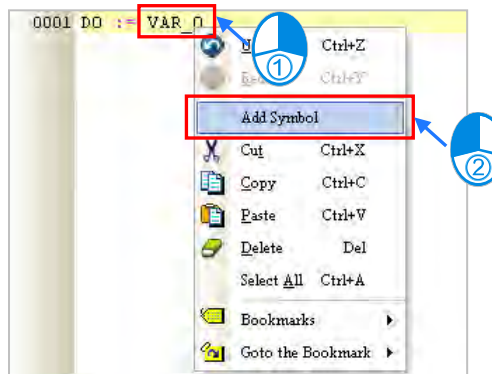 0001 DO := VAR_0
Ctrl+Z
①
Ctrl+Y
Add Symbol
Cut Ctrl+X
②
Copy Ctrl+C
Paste Ctrl+V
Delete Del
Select All Ctrl+A
Bookmarks
Goto the Bookmark